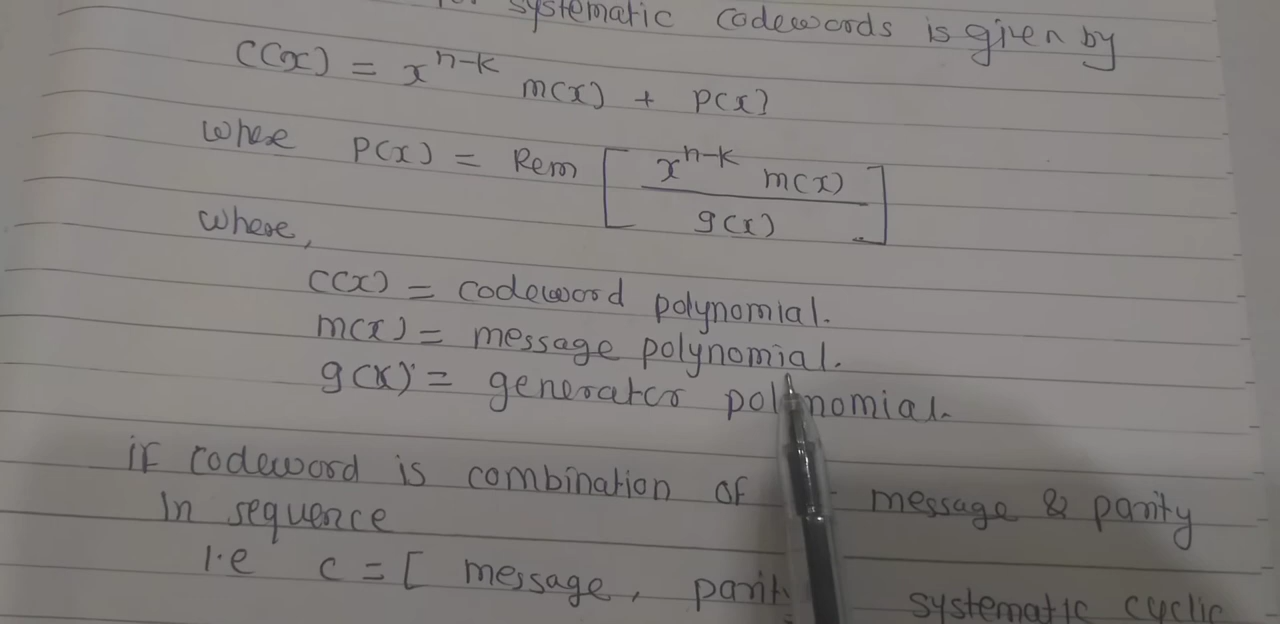 systematic codewords is given by
C(x) = x^{n-k} m(x) + P(x)
where P(x) = Rem [ x^{n-k} m(x) / g(x) ]
where,
C(x) = codeword polynomial.
m(x) = message polynomial.
g(x) = generator polynomial.
if codeword is combination of message & parity
In sequence
i.e c = [ message, parit
systematic cyclic